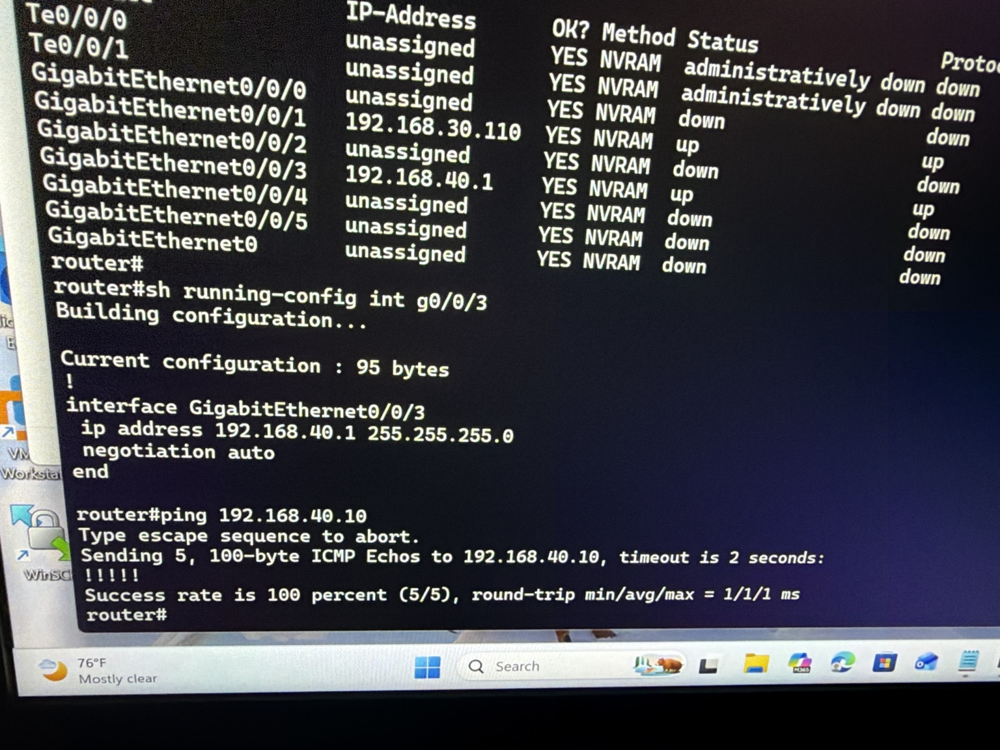 IP-Address OK? Method Status
Te0/0/0 unassigned YES NVRAM administratively down down
Te0/0/1 unassigned YES NVRAM administratively down down
GigabitEthernet0/0/0 unassigned YES NVRAM down down
GigabitEthernet0/0/1 192.168.30.110 YES NVRAM up up
GigabitEthernet0/0/2 unassigned YES NVRAM down down
GigabitEthernet0/0/3 192.168.40.1 YES NVRAM up up
GigabitEthernet0/0/4 unassigned YES NVRAM down down
GigabitEthernet0/0/5 unassigned YES NVRAM down down
GigabitEthernet0 unassigned YES NVRAM down down
router#
router#sh running-config int g0/0/3
Building configuration...
Current configuration : 95 bytes
!
interface GigabitEthernet0/0/3
ip address 192.168.40.1 255.255.255.0
negotiation auto
end
router#ping 192.168.40.10
Type escape sequence to abort.
Sending 5, 100-byte ICMP Echos to 192.168.40.10, timeout is 2 seconds:
!!!!!
Success rate is 100 percent (5/5), round-trip min/avg/max = 1/1/1 ms
router#
76°F
Mostly clear
Search
M365